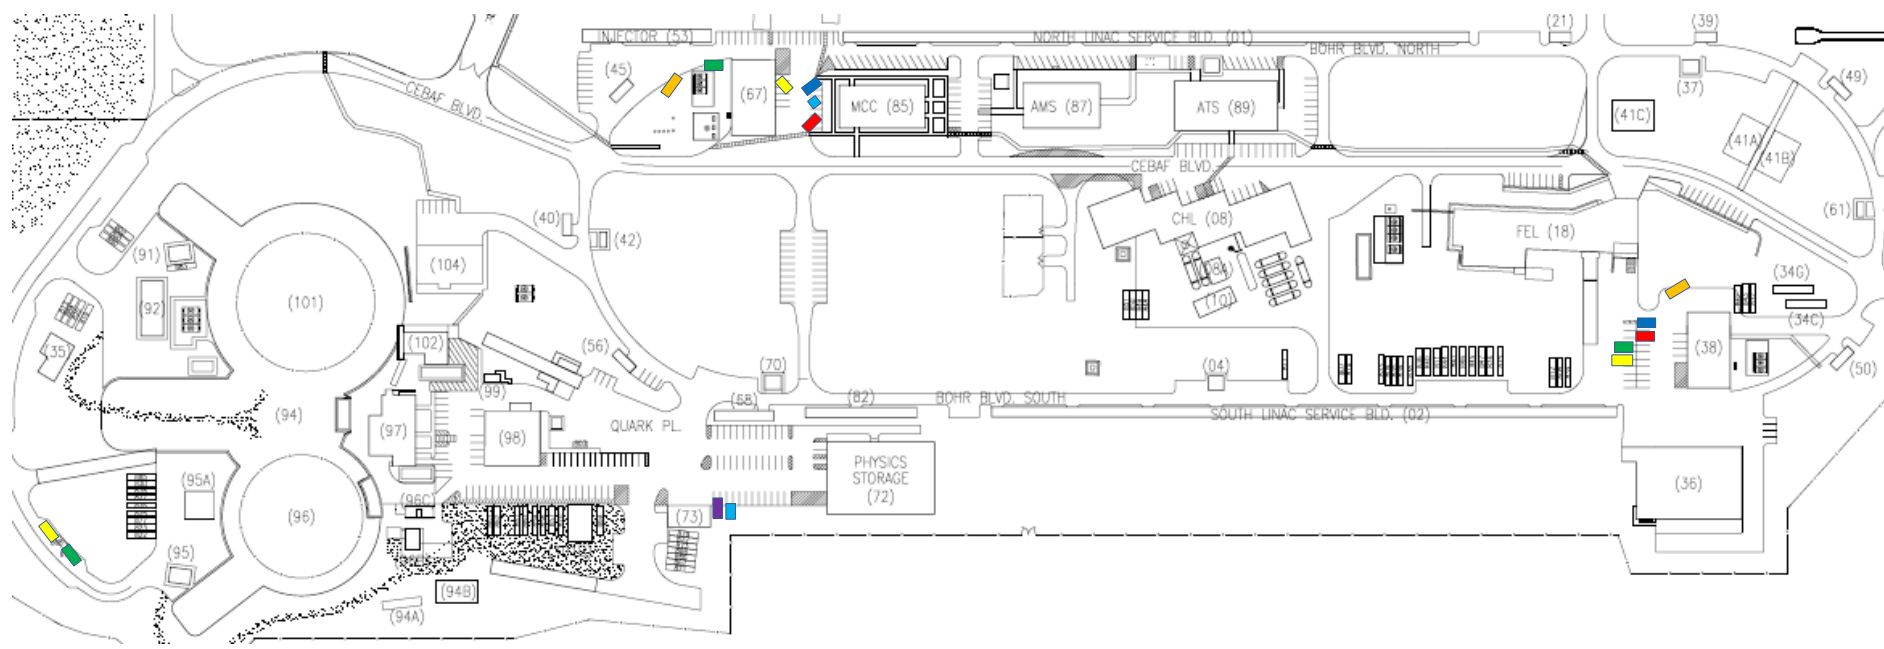 INJECTOR (53)
NORTH LINAC SERVICE BLD. (01)
BOHR BLVD. NORTH
(21)
(39)
(45)
(67)
MCC (85)
AMS (87)
ATS (89)
(41C)
(37)
(49)
(41A)
(41B)
CEBAF BLVD.
CEBAF BLVD.
(40)
(42)
CHL (08)
FEL (18)
(61)
(91)
(92)
(101)
(104)
(34G)
(34C)
(35)
(102)
(56)
(99)
(70)
(04)
(38)
(50)
(94)
(97)
(98)
QUARK PL.
(58)
(82)
BOHR BLVD. SOUTH
SOUTH LINAC SERVICE BLD. (02)
PHYSICS
STORAGE
(72)
(36)
(95A)
(96)
(96C)
(73)
(95)
(94B)
(94A)